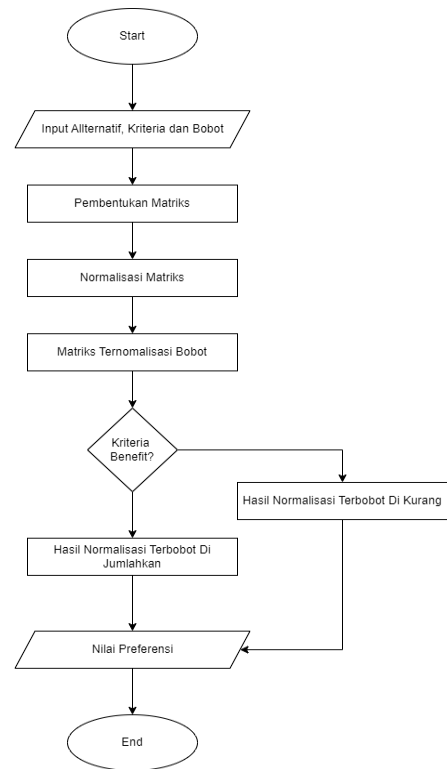 Start
Input Allternatif, Kriteria dan Bobot
Pembentukan Matriks
Normalisasi Matriks
Matriks Ternomalisasi Bobot
Kriteria
Benefit?
Hasil Normalisasi Terbobot Di Kurang
Hasil Normalisasi Terbobot Di
Jumlahkan
Nilai Preferensi
End